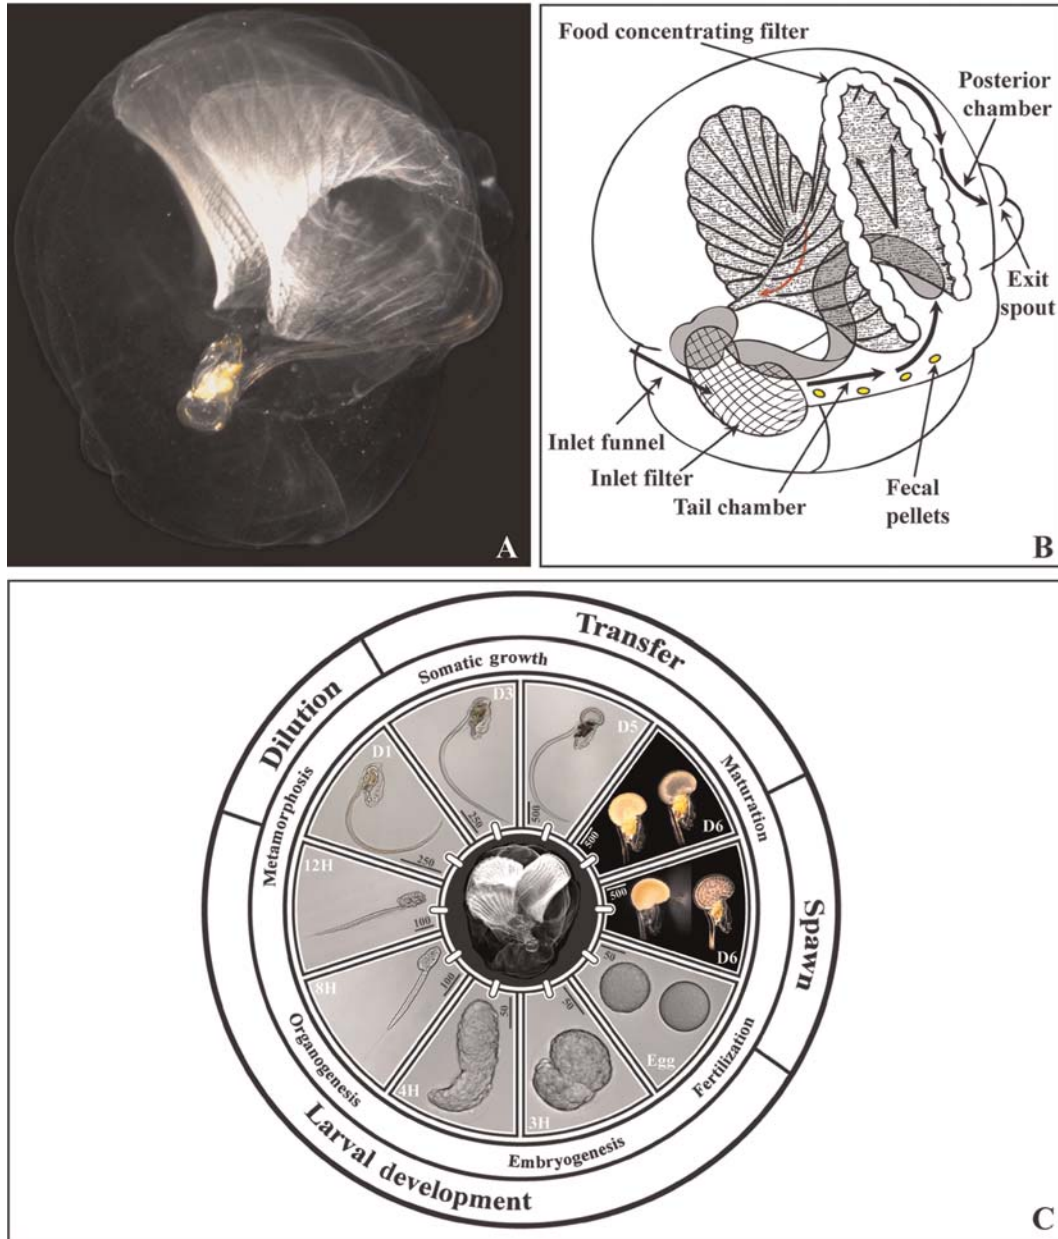 A
Food concentrating filter
Posterior
chamber
Exit
spout
Inlet funnel
Inlet filter
Tail chamber
Fecal
pellets
B
Transfer
Dilution
Spawn
Larval development
Somatic growth
Maturation
Fertilization
Embryogenesis
Organogenesis
Metamorphosis
D3
250
D5
500
D6
500
D6
500
Egg
50
3H
50
4H
50
8H
100
12H
100
D1
250
C